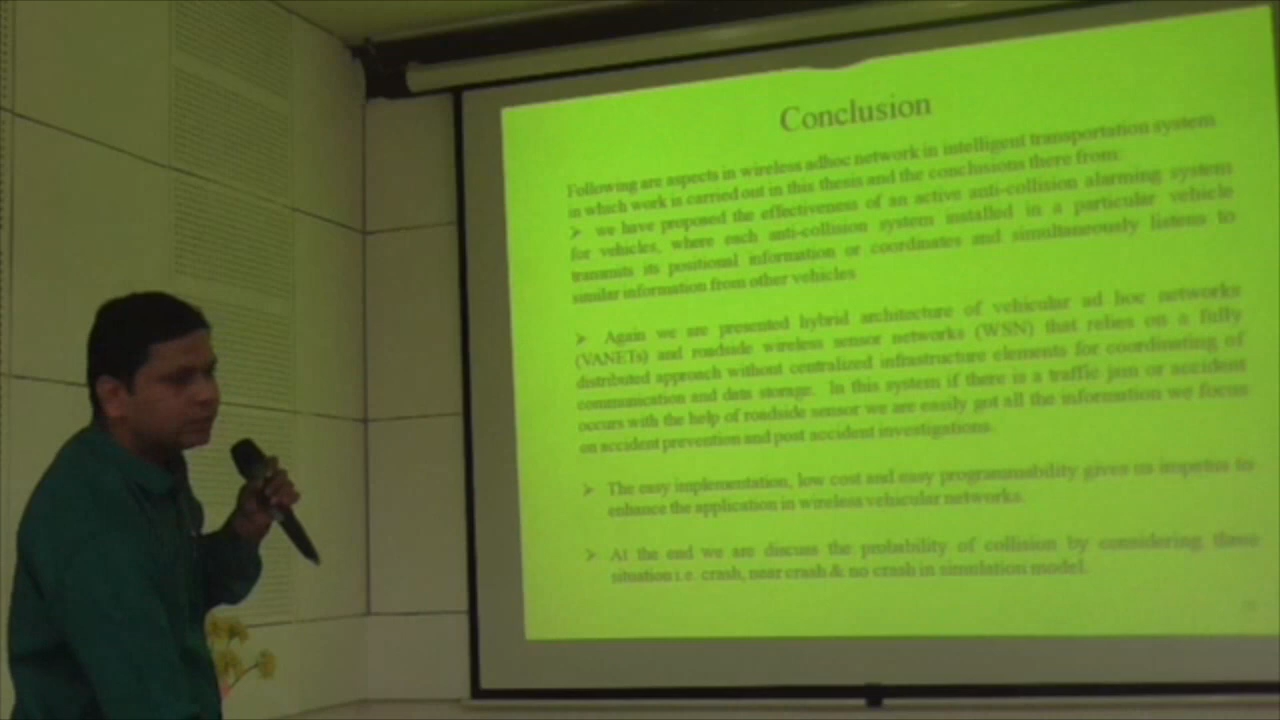 Conclusion
Following are aspects in wireless adhoc network in intelligent transportation system
in which work is carried out in this thesis and the conclusions there from:
➢ we have proposed the effectiveness of an active anti-collision alarming system
for vehicles, where each anti-collision system installed in a particular vehicle
transmits its positional information or coordinates and simultaneously listens to
similar information from other vehicles
➢ Again we are presented hybrid architecture of vehicular ad hoc networks
(VANETs) and roadside wireless sensor networks (WSN) that relies on a fully
distributed approach without centralized infrastructure elements for coordinating of
communication and data storage. In this system if there is a traffic jam or accident
occurs with the help of roadside sensor we are easily got all the information we focus
on accident prevention and post accident investigations.
➢ The easy implementation, low cost and easy programmability gives us impetus to
enhance the application in wireless vehicular networks.
➢ At the end we are discuss the probability of collision by considering three
situation i.e. crash, near crash & no crash in simulation model.